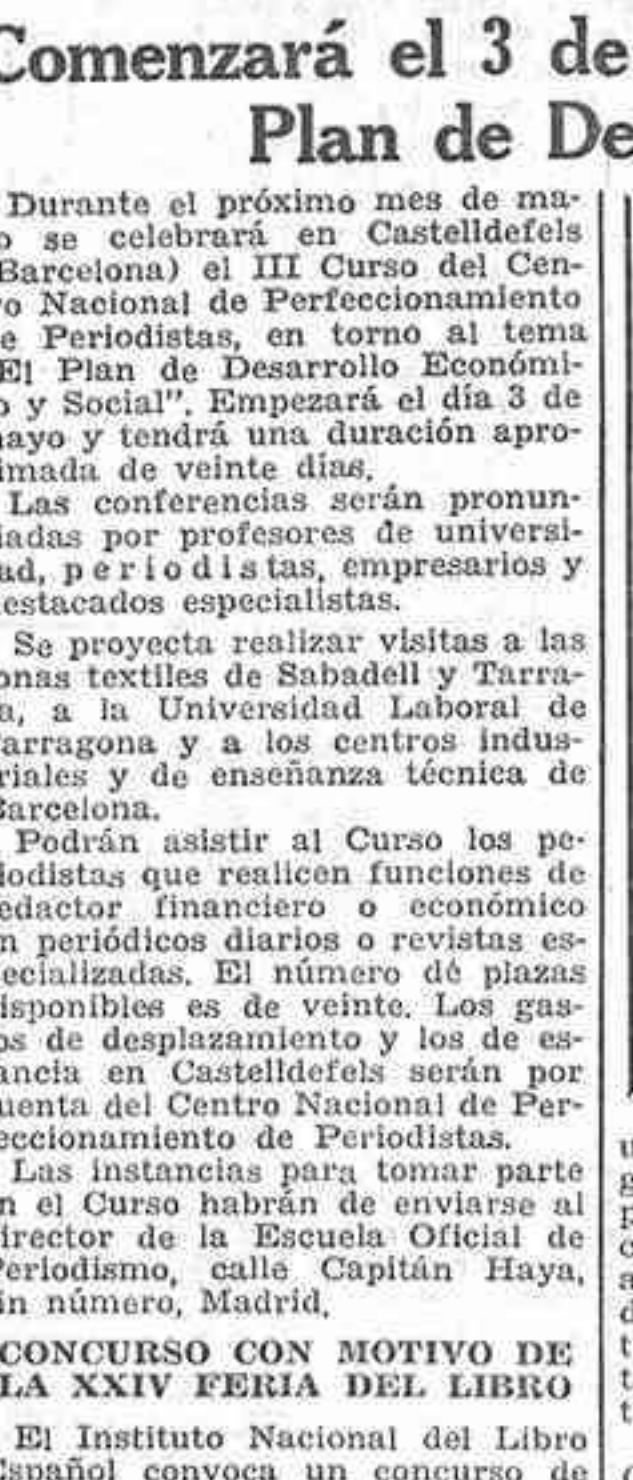 Comenzará el 3 de
Plan de De
Durante el próximo mes de ma-
o se celebrará en Castelldefels
Barcelona) el III Curso del Cen-
ro Nacional de Perfeccionamiento
e Periodistas, en torno al tema
El Plan de Desarrollo Económi-
o y Social". Empezará el día 3 de
ayo y tendrá una duración apro-
imada de veinte días.
Las conferencias serán pronun-
iadas por profesores de universi-
ad, periodistas, empresarios y
estacados especialistas.
Se proyecta realizar visitas a las
onas textiles de Sabadell y Tarra-
a, a la Universidad Laboral de
arragona y a los centros indus-
riales y de enseñanza técnica de
Barcelona.
Podrán asistir al Curso los pe-
iodistas que realicen funciones de
edactor financiero o económico
n periódicos diarios o revistas es-
ecializadas. El número dé plazas
isponibles es de veinte. Los gas-
os de desplazamiento y los de es-
ancia en Castelldefels serán por
uenta del Centro Nacional de Per-
eccionamiento de Periodistas.
Las instancias para tomar parte
n el Curso habrán de enviarse al
irector de la Escuela Oficial de
Periodismo, calle Capitán Haya,
in número, Madrid.
CONCURSO CON MOTIVO DE
LA XXIV FERIA DEL LIBRO
El Instituto Nacional del Libro
Español convoca un concurso de